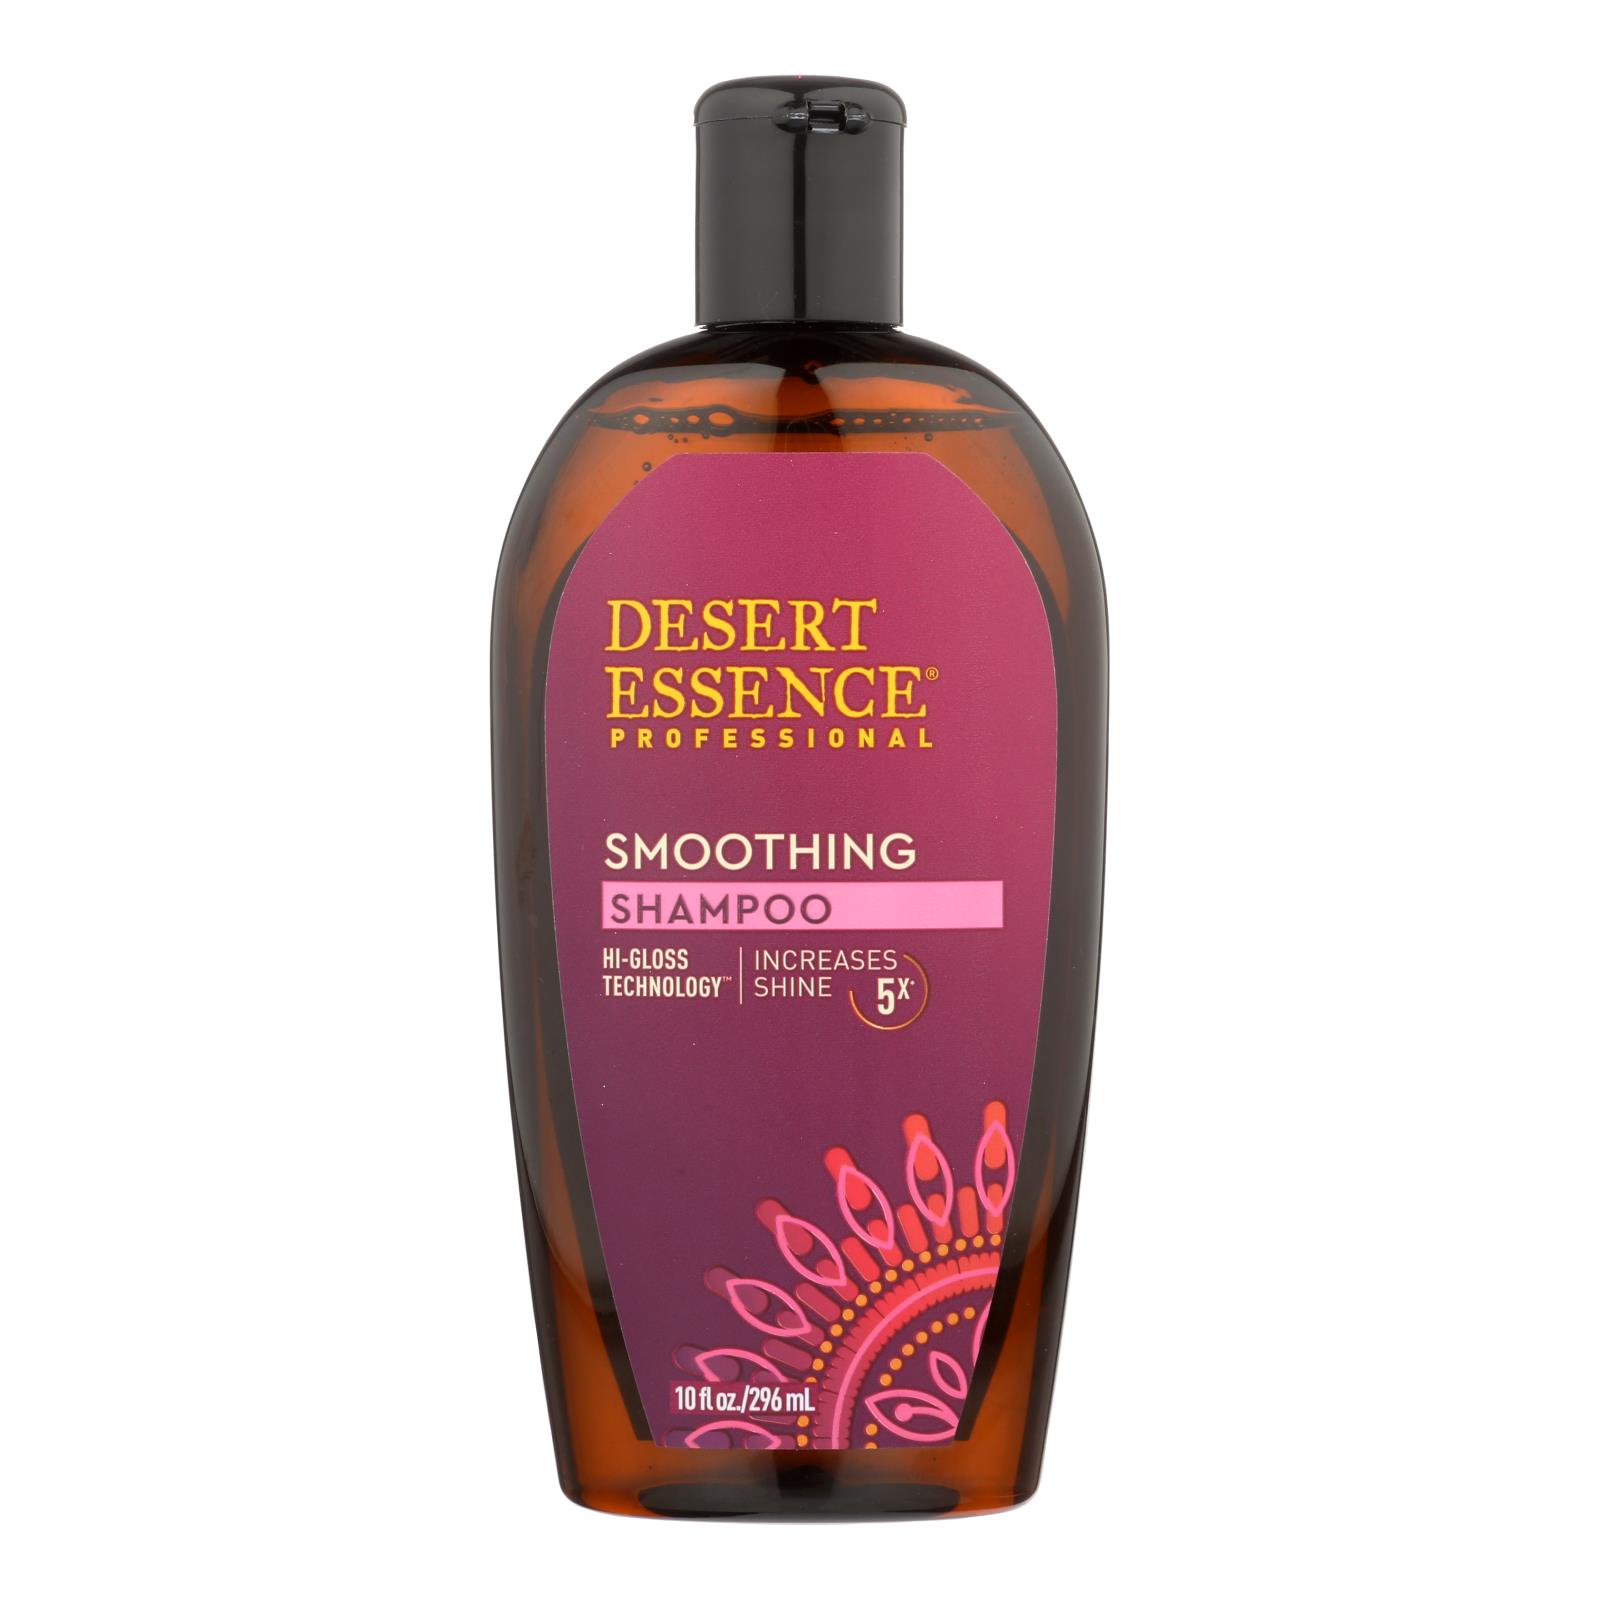 DESERT
ESSENCE®
PROFESSIONAL
SMOOTHING
SHAMPOO
HI-GLOSS
TECHNOLOGY™
INCREASES
SHINE 5X*
10 fl oz./296 mL